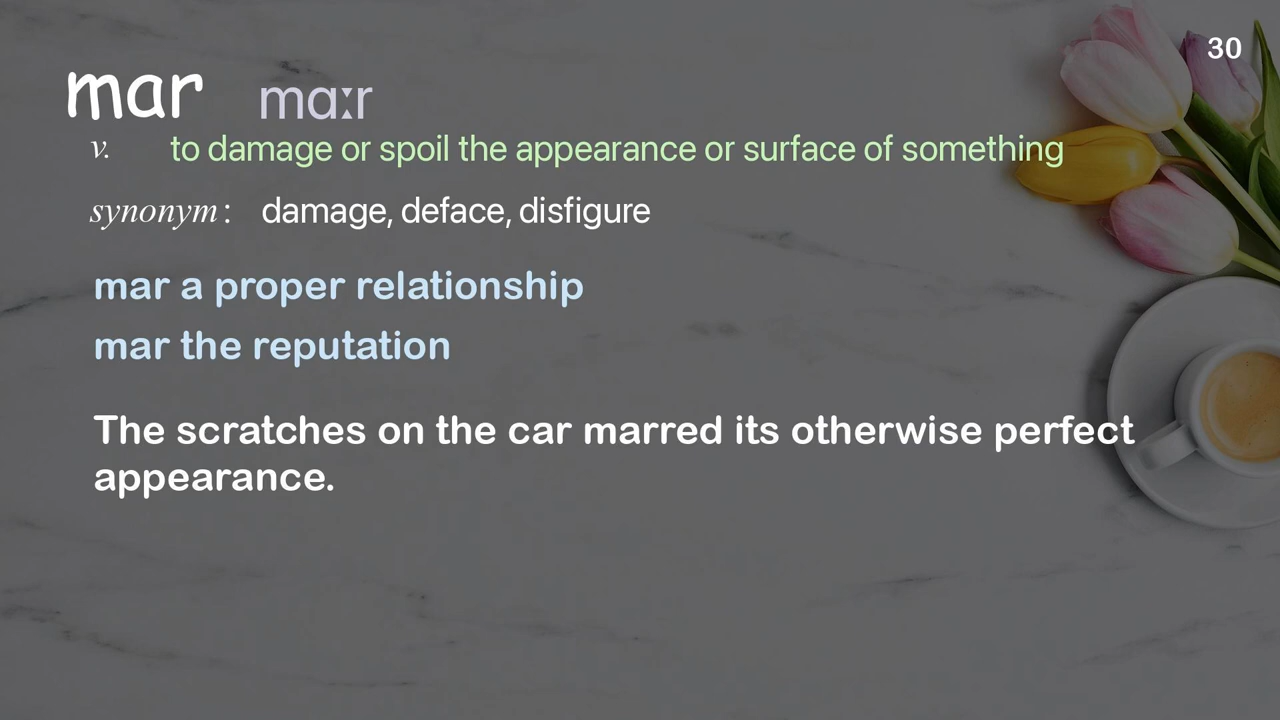 30
mar mɑːr
v. to damage or spoil the appearance or surface of something
synonym : damage, deface, disfigure
mar a proper relationship
mar the reputation
The scratches on the car marred its otherwise perfect
appearance.